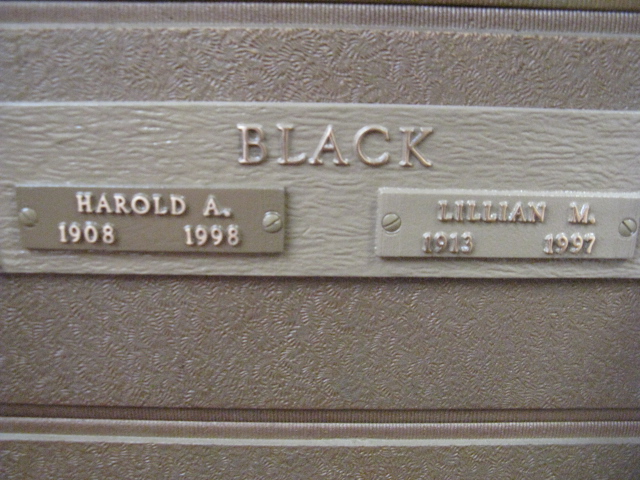 BLACK
HAROLD A.
1908 1998
LILLIAN M.
1913 1997